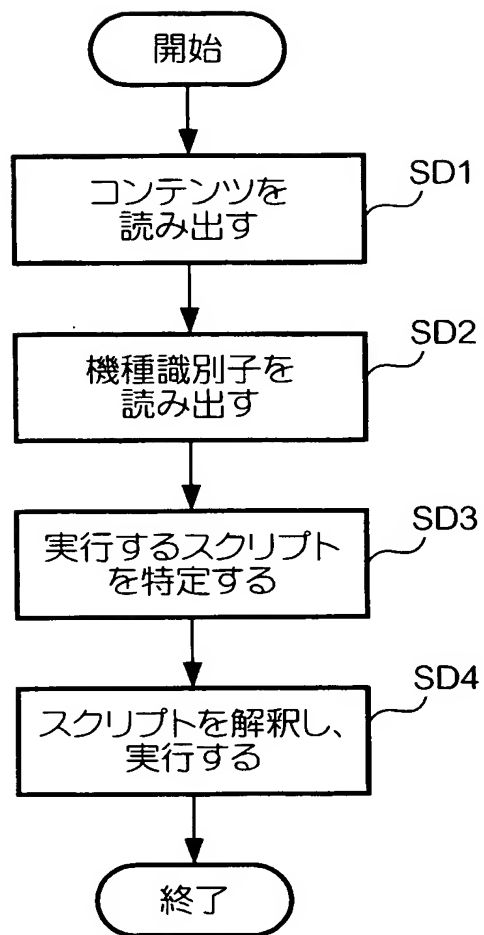 開始
コンテンツを
読み出す
SD1
機種識別子を
読み出す
SD2
実行するスクリプト
を特定する
SD3
スクリプトを解釈し、
実行する
SD4
終了